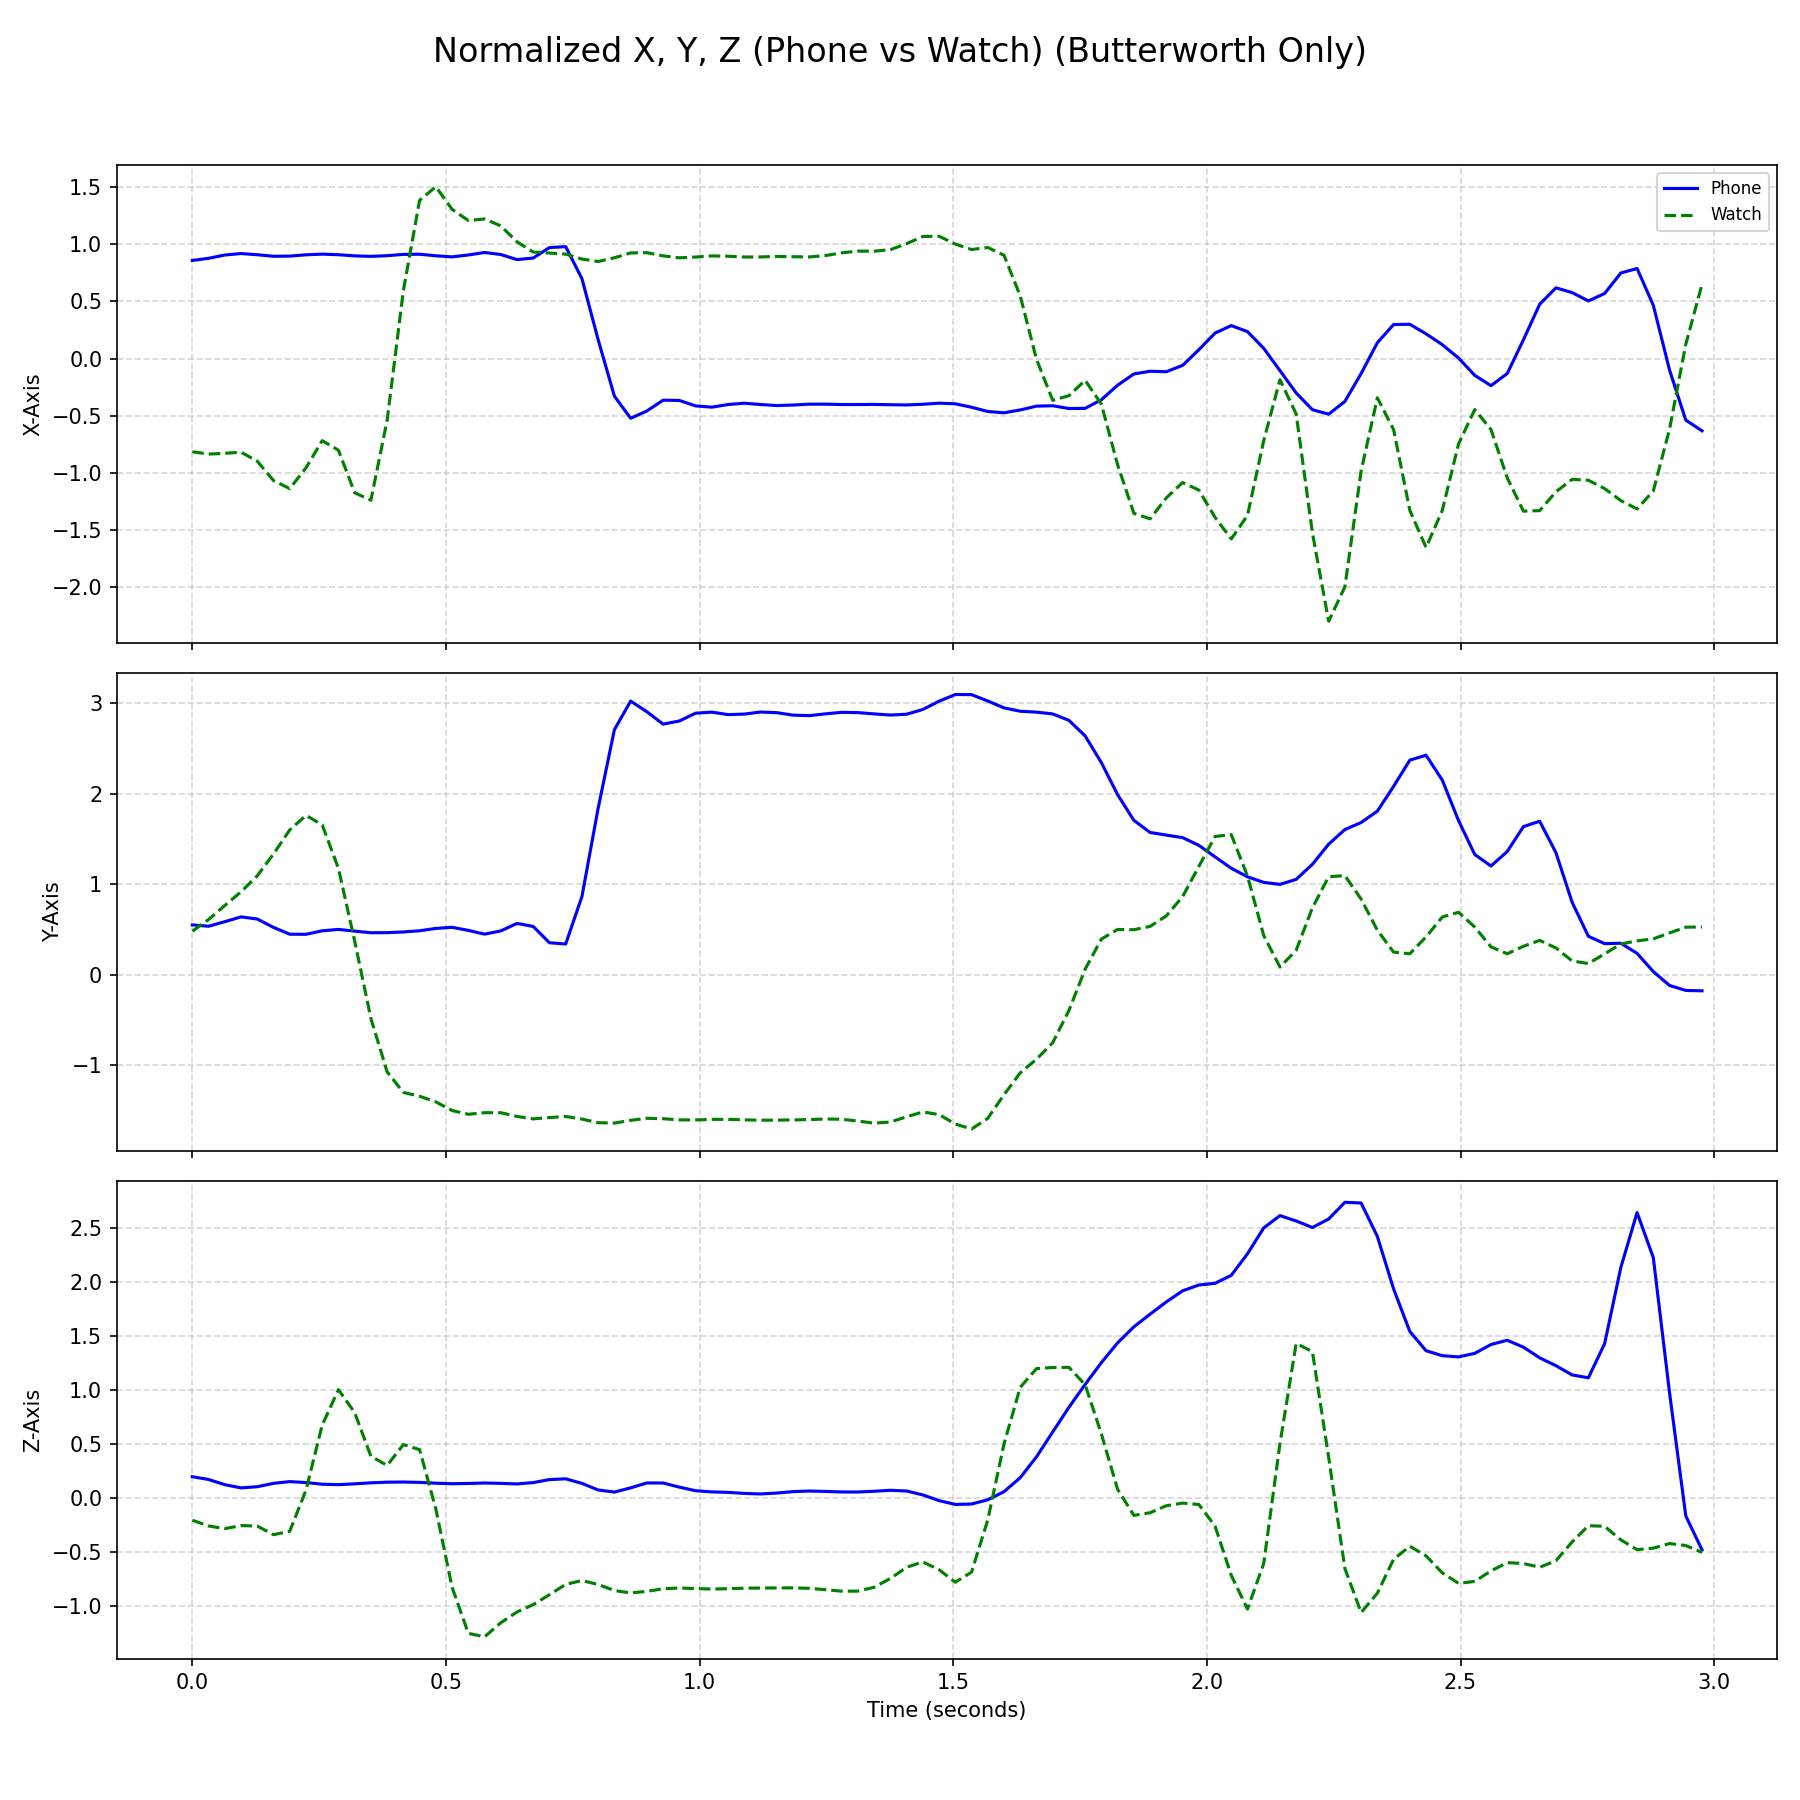 Normalized X, Y, Z (Phone vs Watch) (Butterworth Only)
Phone
Watch
1.5
1.0
0.5
0.0
−0.5
−1.0
−1.5
−2.0
X-Axis
3
2
1
0
−1
Y-Axis
2.5
2.0
1.5
1.0
0.5
0.0
−0.5
−1.0
Z-Axis
0.0 0.5 1.0 1.5 2.0 2.5 3.0
Time (seconds)